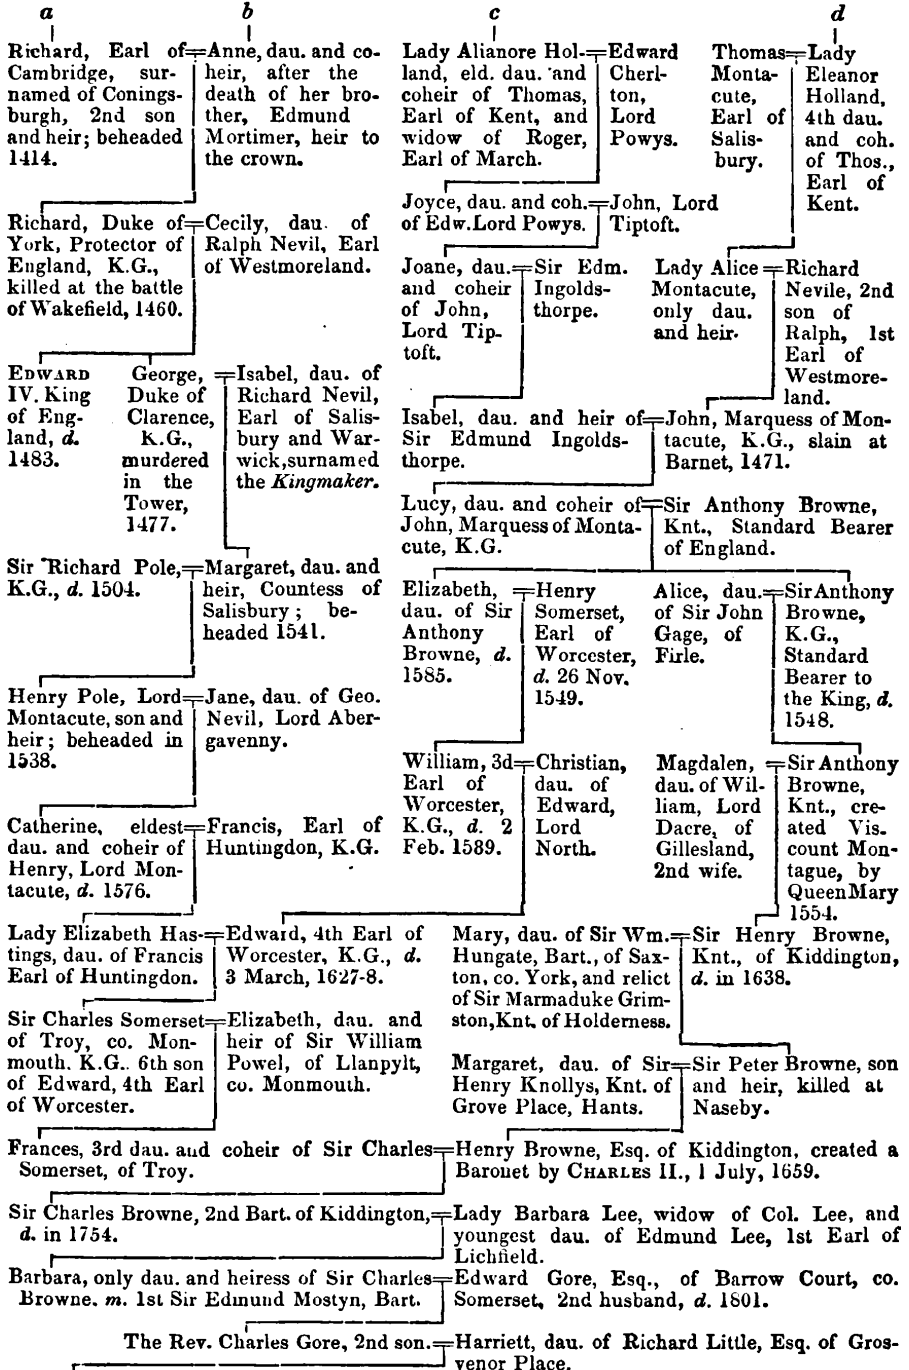 a b c d
Richard, Earl of
Cambridge, sur-
named of Conings-
burgh, 2nd son
and heir; beheaded
1414.
Anne, dau. and co-
heir, after the
death of her bro-
ther, Edmund
Mortimer, heir to
the crown.
Lady Alianore Hol-
land, eld. dau. and
coheir of Thomas,
Earl of Kent, and
widow of Roger,
Earl of March.
Edward
Cherl-
ton,
Lord
Powys.
Thomas
Monta-
cute,
Earl of
Salis-
bury.
Lady
Eleanor
Holland,
4th dau.
and coh.
of Thos.,
Earl of
Kent.
Richard, Duke of
York, Protector of
England, K.G.,
killed at the battle
of Wakefield, 1460.
Cecily, dau. of
Ralph Nevil, Earl
of Westmoreland.
Joyce, dau. and coh.
of Edw. Lord Powys.
John, Lord
Tiptoft.
Joane, dau.
and coheir
of John,
Lord Tip-
toft.
Sir Edm.
Ingolds-
thorpe.
Lady Alice
Montacute,
only dau.
and heir.
Richard
Nevile, 2nd
son of
Ralph, 1st
Earl of
Westmore-
land.
EDWARD
IV. King
of Eng-
land, d.
1483.
George,
Duke of
Clarence,
K.G.,
murdered
in the
Tower,
1477.
Isabel, dau. of
Richard Nevil,
Earl of Salis-
bury and War-
wick, surnamed
the Kingmaker.
Isabel, dau. and heir of
Sir Edmund Ingolds-
thorpe.
John, Marquess of Mon-
tacute, K.G., slain at
Barnet, 1471.
Lucy, dau. and coheir of
John, Marquess of Monta-
cute, K.G.
Sir Anthony Browne,
Knt., Standard Bearer
of England.
Sir Richard Pole,
K.G., d. 1504.
Margaret, dau. and
heir, Countess of
Salisbury; be-
headed 1541.
Elizabeth,
dau. of Sir
Anthony
Browne, d.
1585.
Henry
Somerset,
Earl of
Worcester,
d. 26 Nov.
1549.
Alice, dau.
of Sir John
Gage, of
Firle.
Sir Anthony
Browne,
K.G.,
Standard
Bearer to
the King, d.
1548.
Henry Pole, Lord
Montacute, son and
heir; beheaded in
1538.
Jane, dau. of Geo.
Nevil, Lord Aber-
gavenny.
William, 3d
Earl of
Worcester,
K.G., d. 2
Feb. 1589.
Christian,
dau. of
Edward,
Lord
North.
Magdalen,
dau. of Wil-
liam, Lord
Dacre, of
Gillesland,
2nd wife.
Sir Anthony
Browne,
Knt., cre-
ated Vis-
count Mon-
tague, by
Queen Mary
1554.
Catherine, eldest
dau. and coheir of
Henry, Lord Mon-
tacute, d. 1576.
Francis, Earl of
Huntingdon, K.G.
Lady Elizabeth Has-
tings, dau. of Francis
Earl of Huntingdon.
Edward, 4th Earl of
Worcester, K.G., d.
3 March, 1627-8.
Mary, dau. of Sir Wm.
Hungate, Bart., of Sax-
ton, co. York, and relict
of Sir Marmaduke Grim-
ston, Knt. of Holderness.
Sir Henry Browne,
Knt., of Kiddington,
d. in 1638.
Sir Charles Somerset
of Troy, co. Mon-
mouth. K.G.. 6th son
of Edward, 4th Earl
of Worcester.
Elizabeth, dau. and
heir of Sir William
Powel, of Llanpylt,
co. Monmouth.
Margaret, dau. of Sir
Henry Knollys, Knt. of
Grove Place, Hants.
Sir Peter Browne, son
and heir, killed at
Naseby.
Frances, 3rd dau. and coheir of Sir Charles
Somerset, of Troy.
Henry Browne, Esq. of Kiddington, created a
Baronet by CHARLES II., 1 July, 1659.
Sir Charles Browne, 2nd Bart. of Kiddington,
d. in 1754.
Lady Barbara Lee, widow of Col. Lee, and
youngest dau. of Edmund Lee, 1st Earl of
Lichfield.
Barbara, only dau. and heiress of Sir Charles
Browne. m. 1st Sir Edmund Mostyn, Bart.
Edward Gore, Esq., of Barrow Court, co.
Somerset, 2nd husband, d. 1801.
The Rev. Charles Gore, 2nd son.
Harriett, dau. of Richard Little, Esq. of Gros-
venor Place.